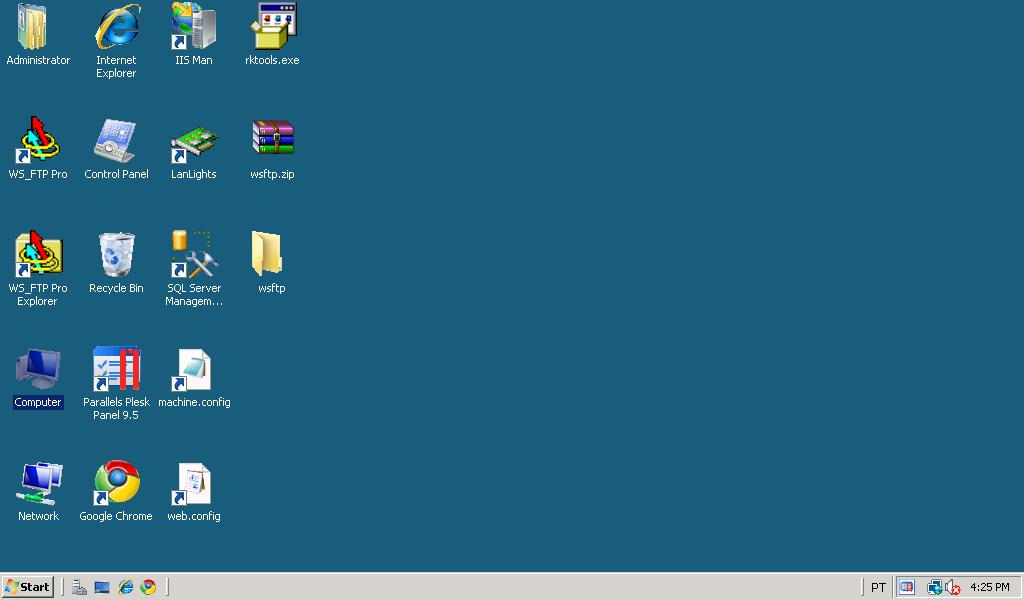 Administrator
Internet
Explorer
IIS Man
rktools.exe
WS_FTP Pro
Control Panel
LanLights
wsftp.zip
WS_FTP Pro
Explorer
Recycle Bin
SQL Server
Managem...
wsftp
Computer
Parallels Plesk
Panel 9.5
machine.config
Network
Google Chrome
web.config
Start
PT
4:25 PM